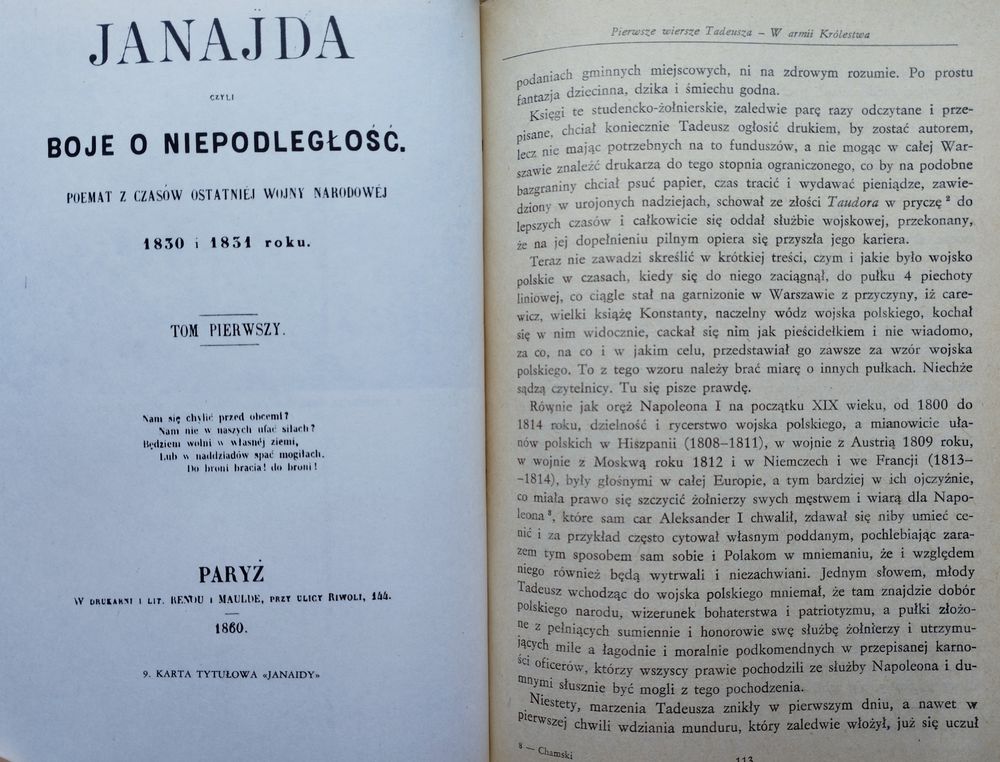 JANAJDA
CZYLI
BOJE O NIEPODLEGŁOŚĆ.
POEMAT Z CZASÓW OSTATNIÉJ WOJNY NARODOWÉJ
1830 i 1831 roku.
TOM PIERWSZY.
Nam się chylić przed obcemi?
Nam nie w naszych ufać siłach?
Będziem wolni w własnéj ziemi,
Lub w naddziadów spać mogiłach.
Do broni bracia! do broni!
PARYŻ
W DRUKARNI I LIT. RENOU I MAULDE, PRZY ULICY RIWOLI, 144.
1860.
9. KARTA TYTUŁOWA «JANAIDY»
Pierwsze wiersze Tadeusza – W armii Królestwa
podaniach gminnych miejscowych, ni na zdrowym rozumie. Po prostu
fantazja dziecinna, dzika i śmiechu godna.
Księgi te studencko-żołnierskie, zaledwie parę razy odczytane i prze-
pisane, chciał koniecznie Tadeusz ogłosić drukiem, by zostać autorem,
lecz nie mając potrzebnych na to funduszów, a nie mogąc w całej War-
szawie znaleźć drukarza do tego stopnia ograniczonego, co by na podobne
bazgraniny chciał psuć papier, czas tracić i wydawać pieniądze, zawie-
dziony w urojonych nadziejach, schował ze złości Taudora w pryczę ² do
lepszych czasów i całkowicie się oddał służbie wojskowej, przekonany,
że na jej dopełnieniu pilnym opiera się przyszła jego kariera.
Teraz nie zawadzi skreślić w krótkiej treści, czym i jakie było wojsko
polskie w czasach, kiedy się do niego zaciągnął, do pułku 4 piechoty
liniowej, co ciągle stał na garnizonie w Warszawie z przyczyny, iż care-
wicz, wielki książę Konstanty, naczelny wódz wojska polskiego, kochał
się w nim widocznie, cackał się nim jak pieścidełkiem i nie wiadomo,
za co, na co i w jakim celu, przedstawiał go zawsze za wzór wojska
polskiego. To z tego wzoru należy brać miarę o innych pułkach. Niechże
sądzą czytelnicy. Tu się pisze prawdę.
Równie jak oręż Napoleona I na początku XIX wieku, od 1800 do
1814 roku, dzielność i rycerstwo wojska polskiego, a mianowicie uła-
nów polskich w Hiszpanii (1808–1811), w wojnie z Austrią 1809 roku,
w wojnie z Moskwą roku 1812 i w Niemczech i we Francji (1813–
–1814), były głośnymi w całej Europie, a tym bardziej w ich ojczyźnie,
co miała prawo się szczycić żołnierzy swych męstwem i wiarą dla Napo-
leona ³, które sam car Aleksander I chwalił, zdawał się niby umieć ce-
nić i za przykład często cytował własnym poddanym, pochlebiając zara-
zem tym sposobem sam sobie i Polakom w mniemaniu, że i względem
niego również będą wytrwali i niezachwiani. Jednym słowem, młody
Tadeusz wchodząc do wojska polskiego mniemał, że tam znajdzie dobór
polskiego narodu, wizerunek bohaterstwa i patriotyzmu, a pułki złożo-
ne z pełniących sumiennie i honorowie swę służbę żołnierzy i utrzymu-
jących mile a łagodnie i moralnie podkomendnych w przepisanej karno-
ści oficerów, którzy wszyscy prawie pochodzili ze służby Napoleona i du-
mnymi słusznie być mogli z tego pochodzenia.
Niestety, marzenia Tadeusza znikły w pierwszym dniu, a nawet w
pierwszej chwili wdziania munduru, który zaledwie włożył, już się uczuł
8 — Chamski
113